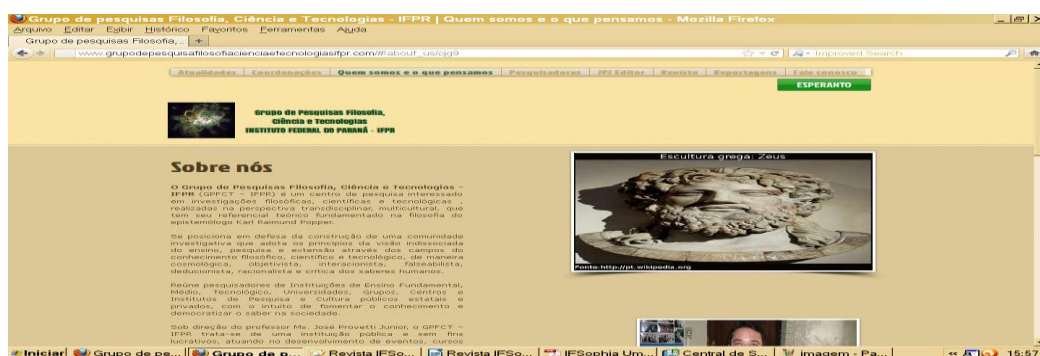 Grupo de pesquisas Filosofia, Ciência e Tecnologia - IFPR | Quem somos e o que pensamos - Mozilla Firefox
Arquivo Editar Exibir Histórico Favoritos Ferramentas Ajuda
Grupo de pesquisas Filosofia, ...
www.grupodepesquisafilosofiacienciaetecnologiasifpr.com/#!about_us/cjg9
Improved Search
Atualidades Coordenações Quem somos e o que pensamos Pesquisadores JPJ Editor Revista Reportagens Fale conosco
ESPERANTO
Grupo de Pesquisas Filosofia,
Ciência e Tecnologias
INSTITUTO FEDERAL DO PARANÁ - IFPR
Sobre nós
O Grupo de Pesquisas Filosofia, Ciência e Tecnologias –
IFPR (GPFCT – IFPR) é um centro de pesquisa interessado
em investigações filosóficas, científicas e tecnológicas ,
realizadas na perspectiva transdisciplinar, multicultural, que
tem seu referencial teórico fundamentado na filosofia do
epistemólogo Karl Raimund Popper.
Se posiciona em defesa da construção de uma comunidade
investigativa que adota os princípios da visão indissociada
do ensino, pesquisa e extensão através dos campos do
conhecimento filosófico, científico e tecnológico, de maneira
cosmológica, objetivista, interacionista, falseabilista,
deducionista, racionalista e crítica dos saberes humanos.
Reúne pesquisadores de Instituições de Ensino Fundamental,
Médio, Tecnológico, Universidades, Grupos, Centros e
Institutos de Pesquisa e Cultura públicos estatais e
privados, com o intuito de fomentar o conhecimento e
democratizar o saber na sociedade.
Sob direção do professor Ms. José Provetti Junior, o GPFCT –
IFPR trata-se de uma instituição pública e sem fins
lucrativos, atuando no desenvolvimento de eventos, cursos
Escultura grega: Zeus
Fonte:http://pt.wikipedia.org
Iniciar Grupo de pe... Grupo de p... Revista IFSo... Revista IFSo... IFSophia Um... Central de S... imagem - Pa... 15:57